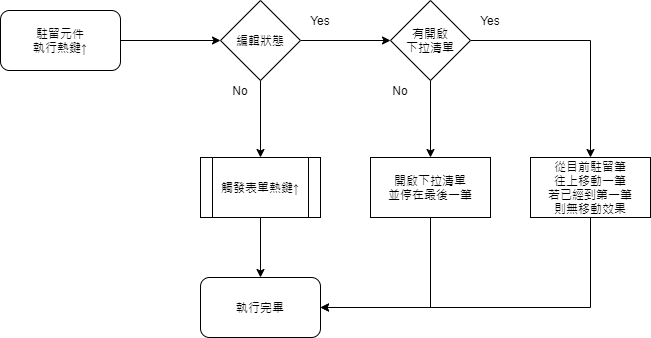 駐留元件
執行熱鍵↑
編輯狀態
Yes
有開啟
下拉清單
Yes
No
No
觸發表單熱鍵↑
開啟下拉清單
並停在最後一筆
從目前駐留筆
往上移動一筆
若已經到第一筆
則無移動效果
執行完畢